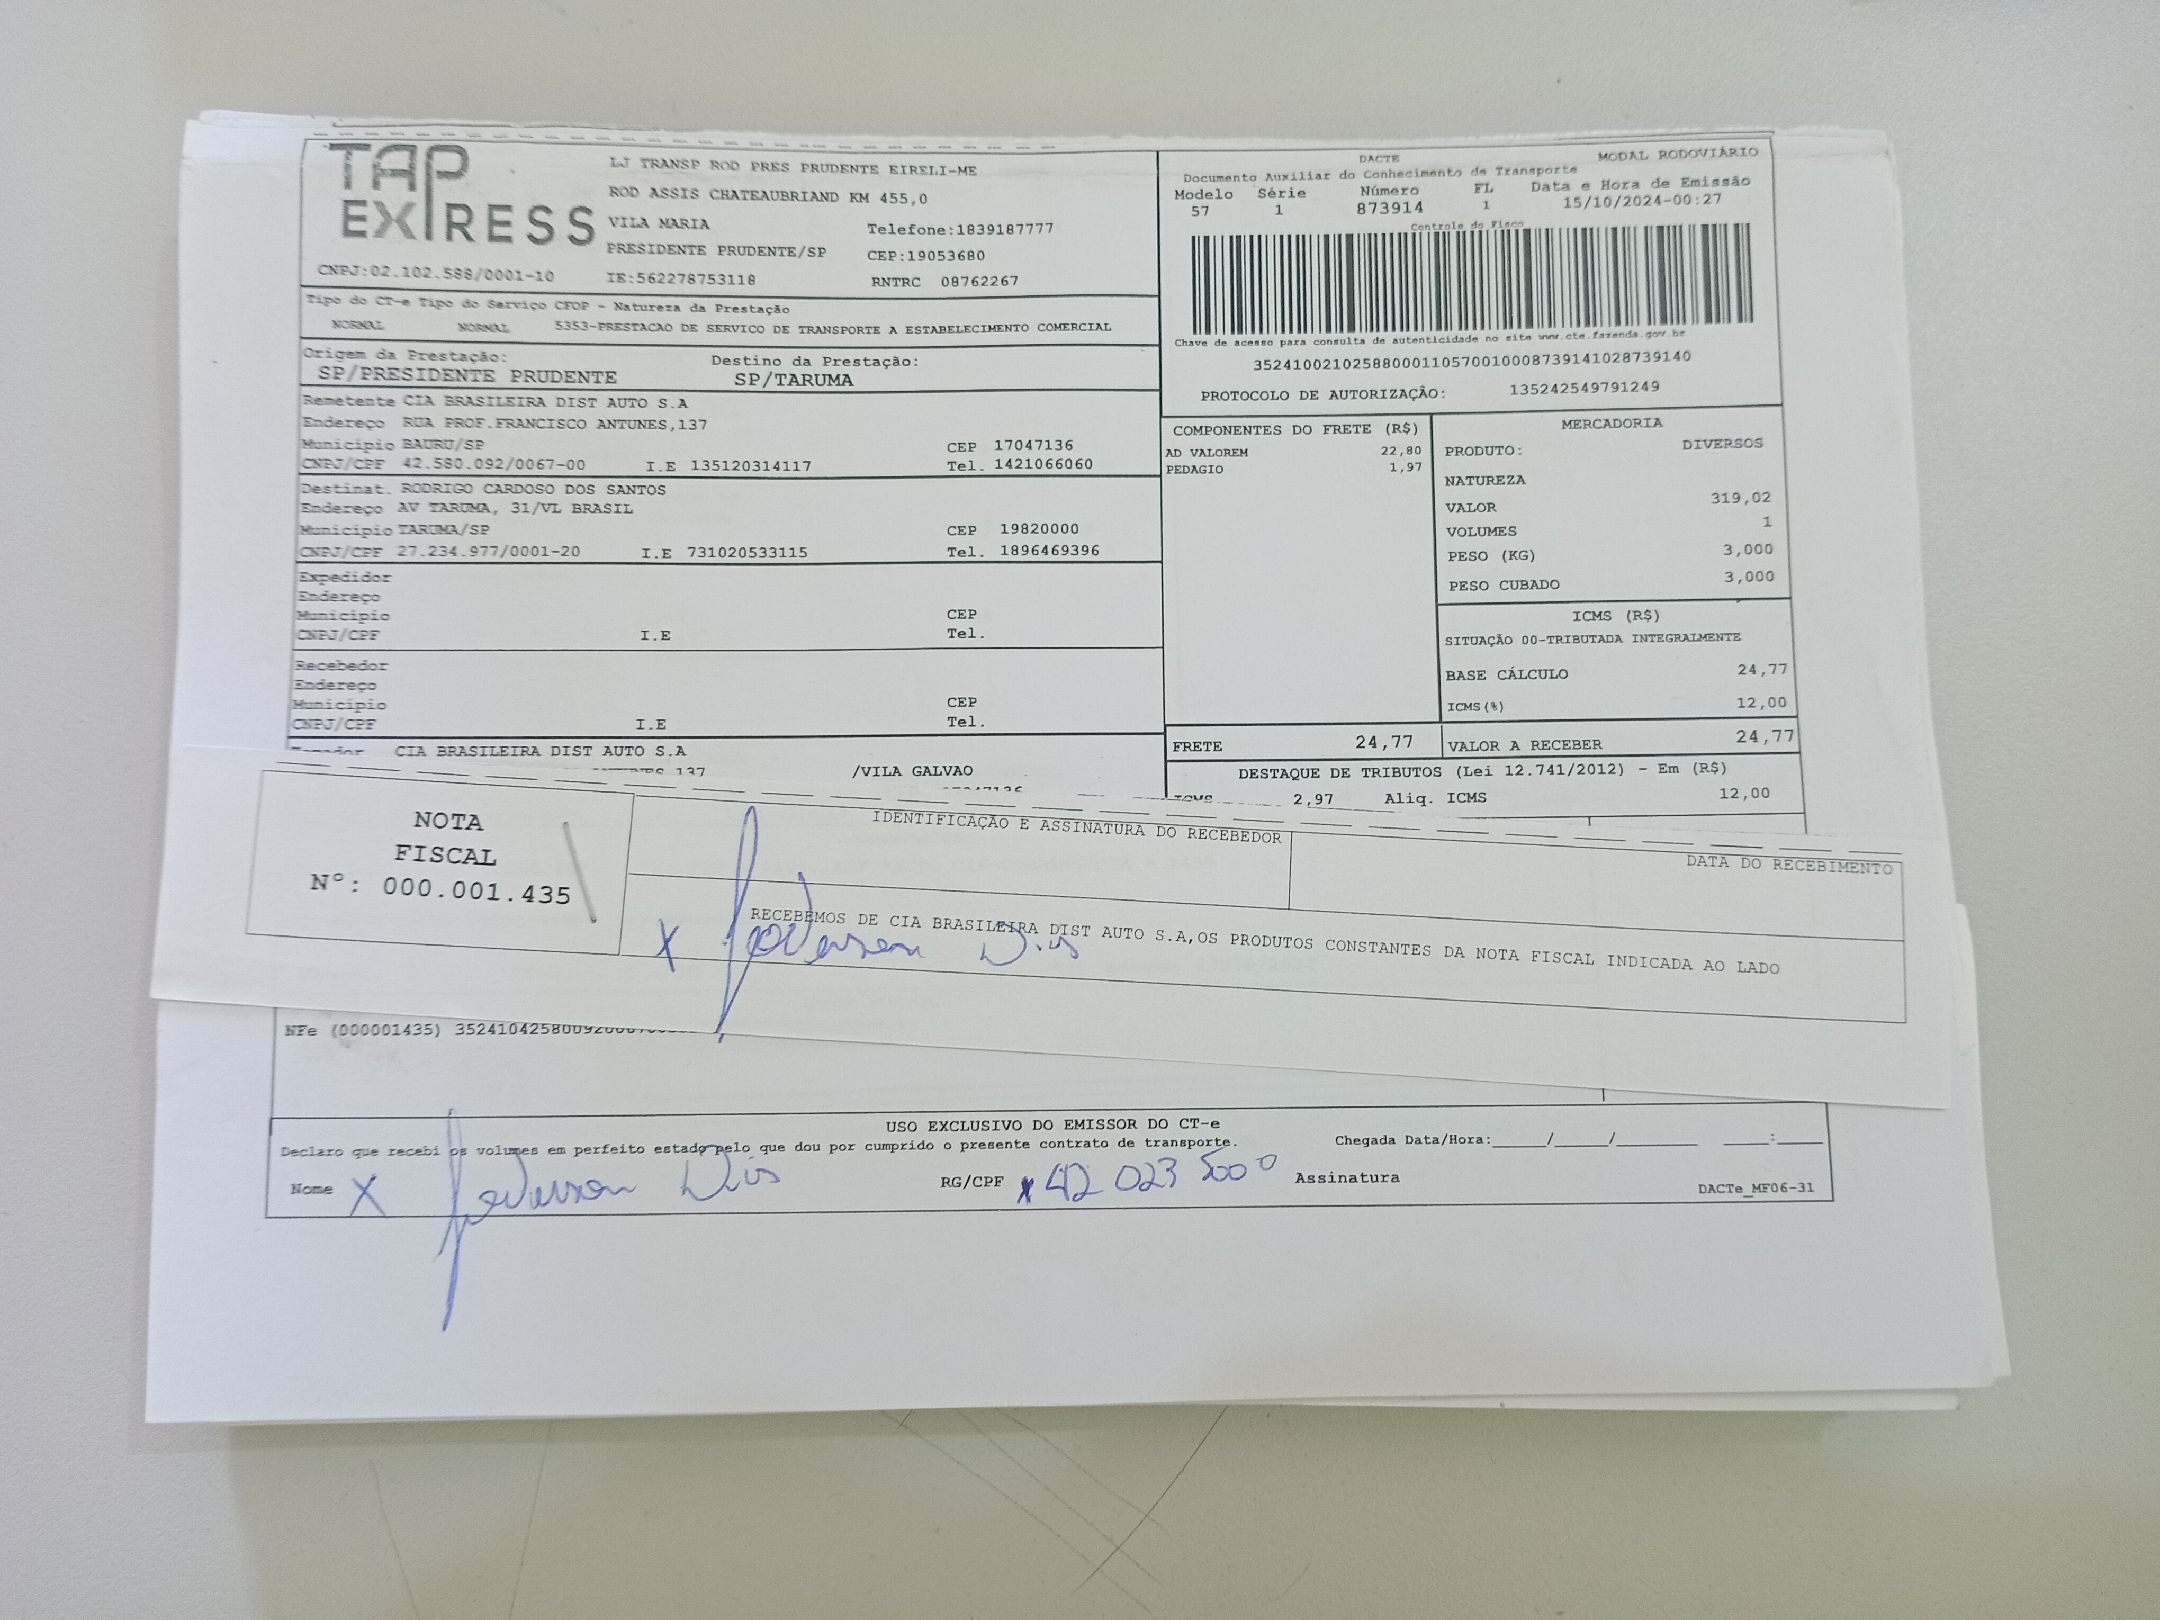 TAP
EXPRESS
LJ TRANSP ROD PRES PRUDENTE EIRELI-ME
ROD ASSIS CHATEAUBRIAND KM 455,0
VILA MARIA Telefone:1839187777
PRESIDENTE PRUDENTE/SP CEP:19053680
CNPJ:02.102.588/0001-10 IE:562278753118 RNTRC 08762267
DACTE MODAL RODOVIÁRIO
Documento Auxiliar do Conhecimento de Transporte
Modelo Série Número FL Data e Hora de Emissão
57 1 873914 1 15/10/2024-00:27
Controle do Fisco
Chave de acesso para consulta de autenticidade no site www.cte.fazenda.gov.br
35241002102588000110570010008739141028739140
PROTOCOLO DE AUTORIZAÇÃO: 135242549791249
Tipo do CT-e Tipo do Serviço CFOP - Natureza da Prestação
NORMAL NORMAL 5353-PRESTACAO DE SERVICO DE TRANSPORTE A ESTABELECIMENTO COMERCIAL
Origem da Prestação: Destino da Prestação:
SP/PRESIDENTE PRUDENTE SP/TARUMA
Remetente CIA BRASILEIRA DIST AUTO S.A
Endereço RUA PROF.FRANCISCO ANTUNES,137
Município BAURU/SP CEP 17047136
CNPJ/CPF 42.580.092/0067-00 I.E 135120314117 Tel. 1421066060
Destinat. RODRIGO CARDOSO DOS SANTOS
Endereço AV TARUMA, 31/VL BRASIL
Município TARUMA/SP CEP 19820000
CNPJ/CPF 27.234.977/0001-20 I.E 731020533115 Tel. 1896469396
Expedidor
Endereço
Município CEP
CNPJ/CPF I.E Tel.
Recebedor
Endereço
Município CEP
CNPJ/CPF I.E Tel.
CIA BRASILEIRA DIST AUTO S.A
137 /VILA GALVAO
COMPONENTES DO FRETE (R$)
AD VALOREM 22,80
PEDAGIO 1,97
MERCADORIA
PRODUTO: DIVERSOS
NATUREZA
VALOR 319,02
VOLUMES 1
PESO (KG) 3,000
PESO CUBADO 3,000
ICMS (R$)
SITUAÇÃO 00-TRIBUTADA INTEGRALMENTE
BASE CÁLCULO 24,77
ICMS(%) 12,00
FRETE 24,77 VALOR A RECEBER 24,77
DESTAQUE DE TRIBUTOS (Lei 12.741/2012) - Em (R$)
ICMS 2,97 Aliq. ICMS 12,00
NOTA
FISCAL
Nº: 000.001.435
IDENTIFICAÇÃO E ASSINATURA DO RECEBEDOR
DATA DO RECEBIMENTO
RECEBEMOS DE CIA BRASILEIRA DIST AUTO S.A,OS PRODUTOS CONSTANTES DA NOTA FISCAL INDICADA AO LADO
X
NFe (000001435)
USO EXCLUSIVO DO EMISSOR DO CT-e
Declaro que recebi os volumes em perfeito estado pelo que dou por cumprido o presente contrato de transporte. Chegada Data/Hora:_____/_____/________ ____:____
Nome X RG/CPF x 42 023 500 0 Assinatura
DACTe_MF06-31